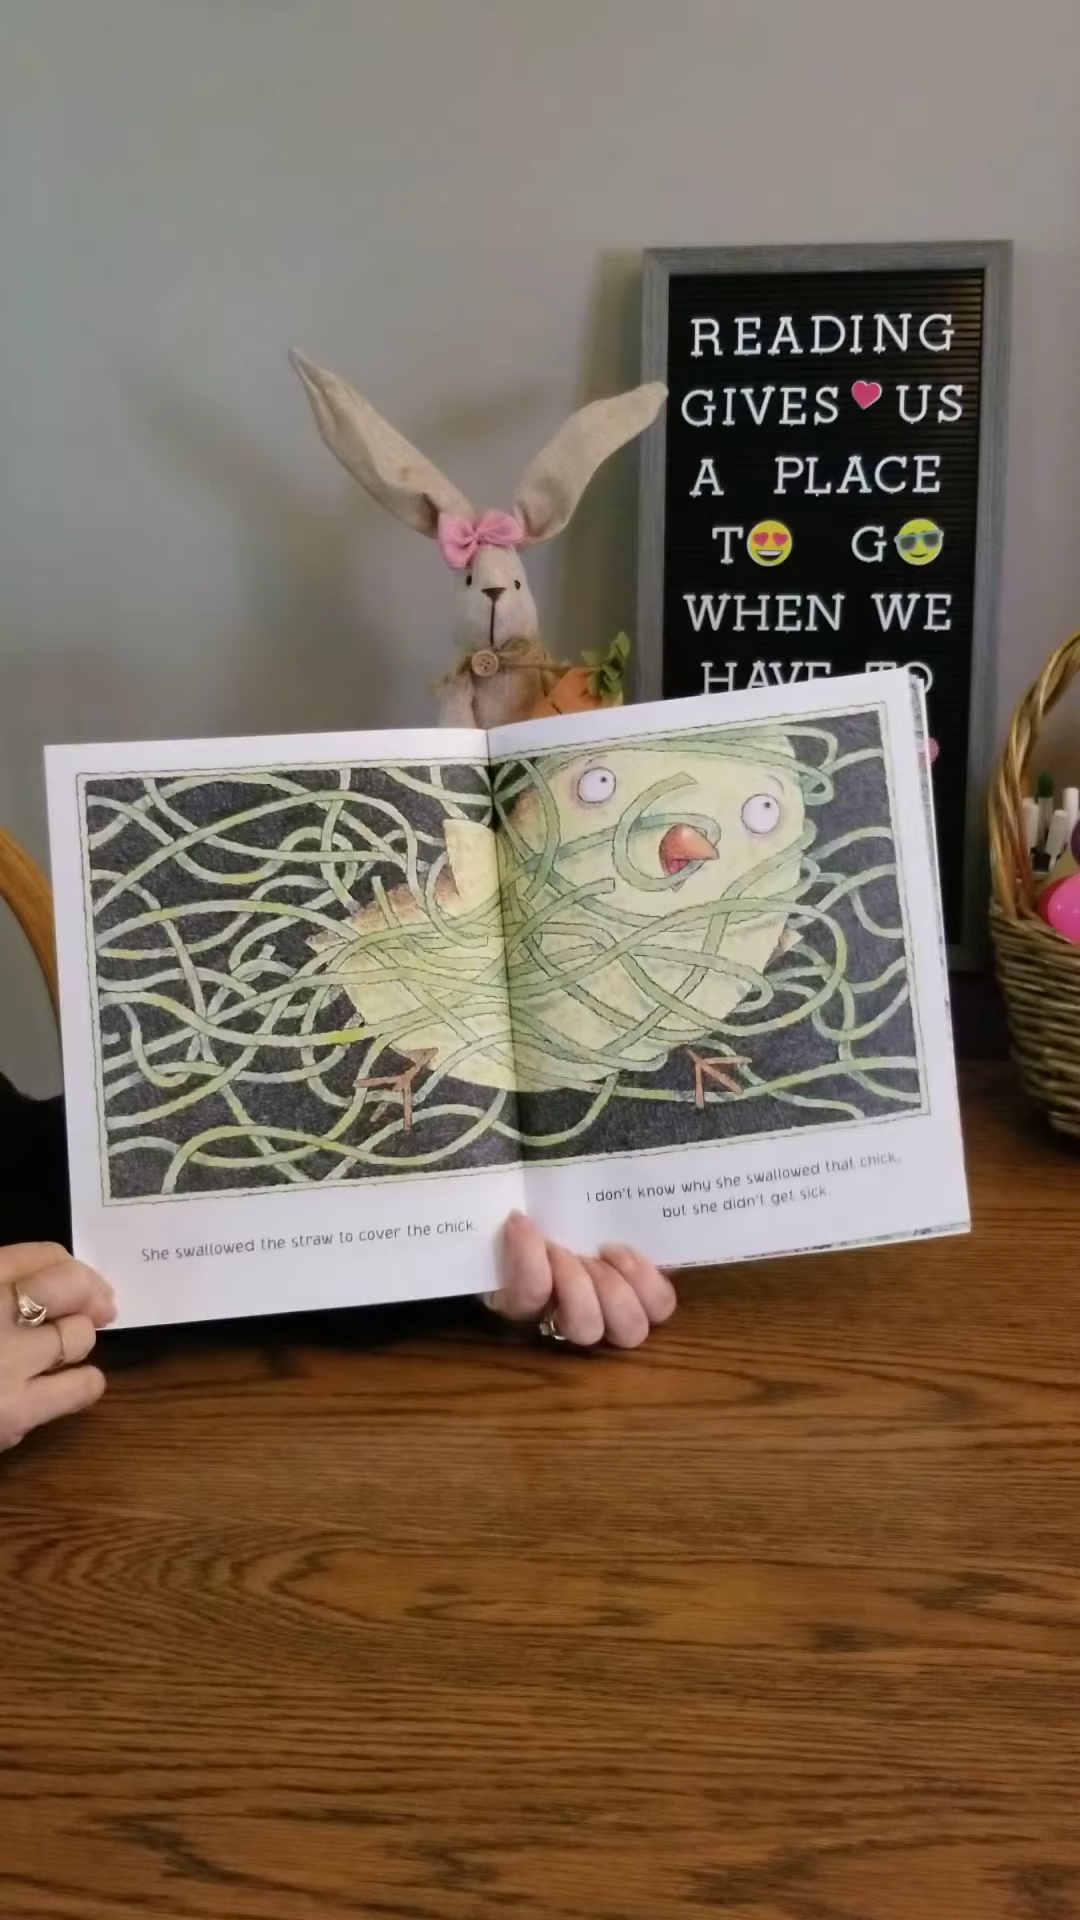 READING
GIVES US
A PLACE
TO GO
WHEN WE
HAVE TO
She swallowed the straw to cover the chick.
I don't know why she swallowed that chick,
but she didn't get sick.